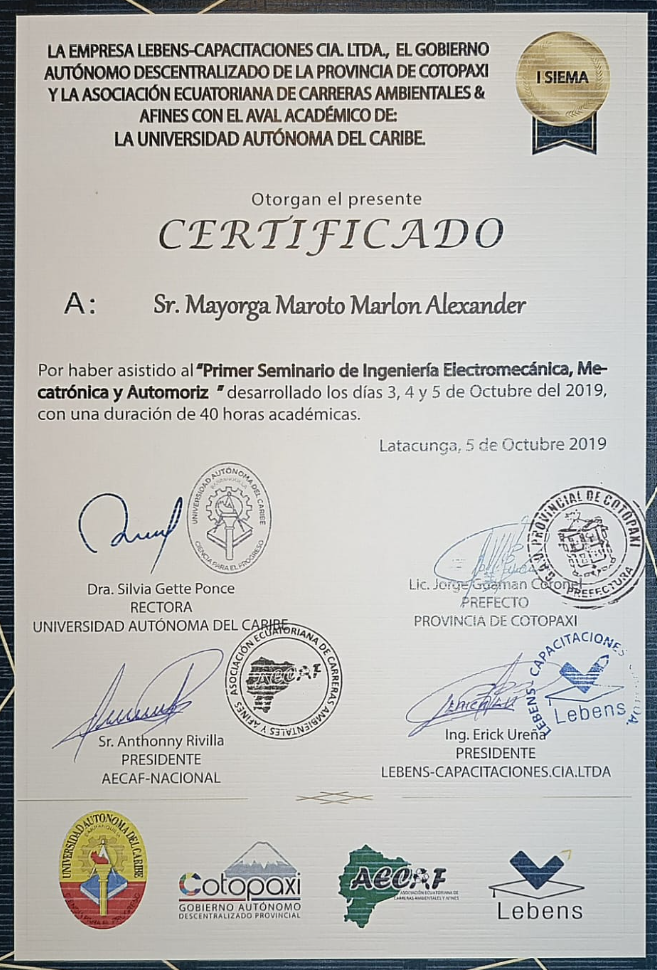 LA EMPRESA LEBENS-CAPACITACIONES CIA. LTDA., EL GOBIERNO
AUTÓNOMO DESCENTRALIZADO DE LA PROVINCIA DE COTOPAXI
Y LA ASOCIACIÓN ECUATORIANA DE CARRERAS AMBIENTALES &
AFINES CON EL AVAL ACADÉMICO DE:
LA UNIVERSIDAD AUTÓNOMA DEL CARIBE.
I SIEMA
Otorgan el presente
CERTIFICADO
A: Sr. Mayorga Maroto Marlon Alexander
Por haber asistido al "Primer Seminario de Ingeniería Electromecánica, Me-
catrónica y Automoriz " desarrollado los días 3, 4 y 5 de Octubre del 2019,
con una duración de 40 horas académicas.
Latacunga, 5 de Octubre 2019
UNIVERSIDAD AUTÓNOMA DEL CARIBE
BARRANQUILLA
CIENCIA PARA EL PROGRESO
Dra. Silvia Gette Ponce
RECTORA
UNIVERSIDAD AUTÓNOMA DEL CARIBE
G.A.D. PROVINCIAL DE COTOPAXI
PREFECTURA
Lic. Jorge Guaman Coronel
PREFECTO
PROVINCIA DE COTOPAXI
ASOCIACIÓN ECUATORIANA DE CARRERAS AMBIENTALES Y AFINES
AECAF
Sr. Anthonny Rivilla
PRESIDENTE
AECAF-NACIONAL
LEBENS-CAPACITACIONES
Lebens
Ing. Erick Ureña
PRESIDENTE
LEBENS-CAPACITACIONES.CIA.LTDA
UNIVERSIDAD AUTONOMA DEL CARIBE
BARRANQUILLA
Cotopaxi
GOBIERNO AUTÓNOMO
DESCENTRALIZADO PROVINCIAL
AECAF
ASOCIACIÓN ECUATORIANA DE
CARRERAS AMBIENTALES Y AFINES
Lebens